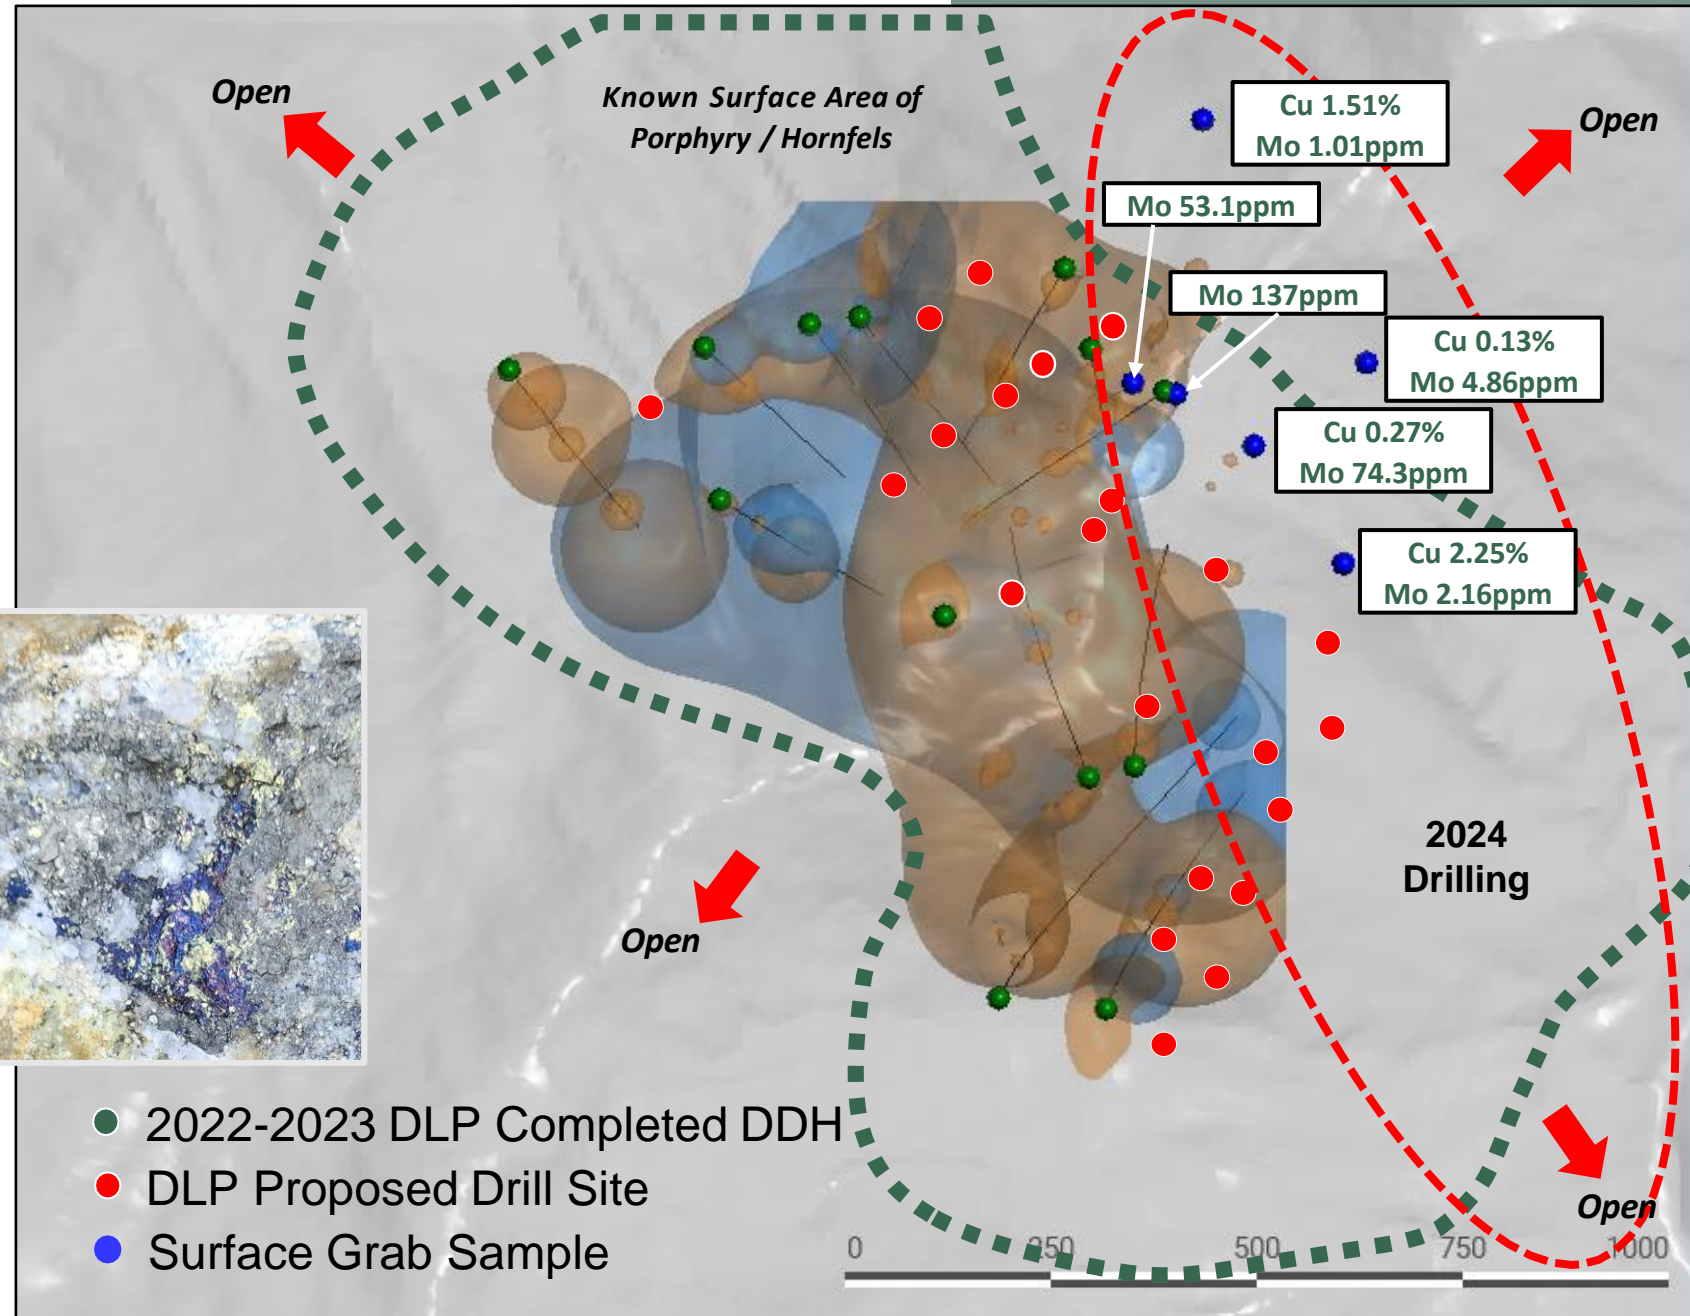 Open
Known Surface Area of
Porphyry / Hornfels
Cu 1.51%
Mo 1.01ppm
Open
Mo 53.1ppm
Mo 137ppm
Cu 0.13%
Mo 4.86ppm
Cu 0.27%
Mo 74.3ppm
Cu 2.25%
Mo 2.16ppm
2024
Drilling
Open
Open
2022-2023 DLP Completed DDH
DLP Proposed Drill Site
Surface Grab Sample
0 250 500 750 1000